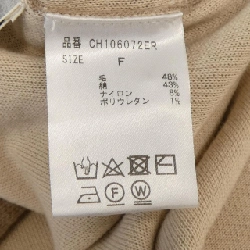 品番 CH106072ER
SIZE F
毛 48%
綿 43%
ナイロン 8%
ポリウレタン 1%
F W